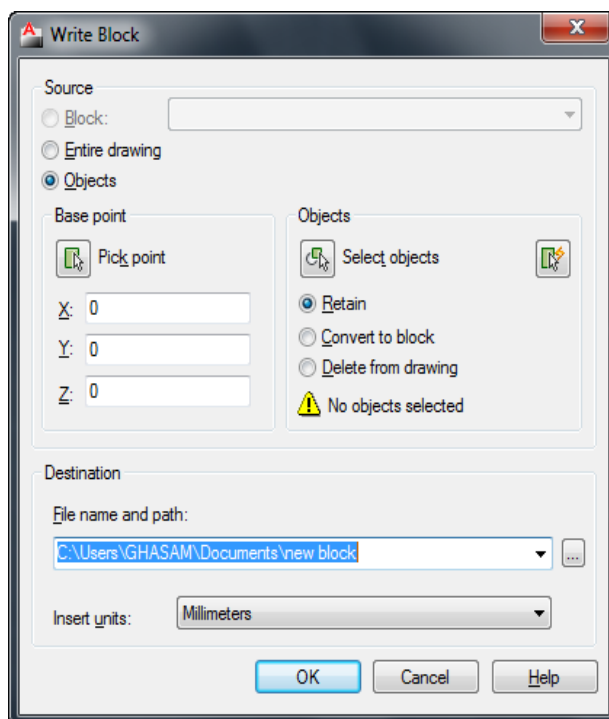 Write Block
Source
Block:
Entire drawing
Objects
Base point
Pick point
X: 0
Y: 0
Z: 0
Objects
Select objects
Retain
Convert to block
Delete from drawing
No objects selected
Destination
File name and path:
C:\Users\GHASAM\Documents\new block
...
Insert units: Millimeters
OK Cancel Help